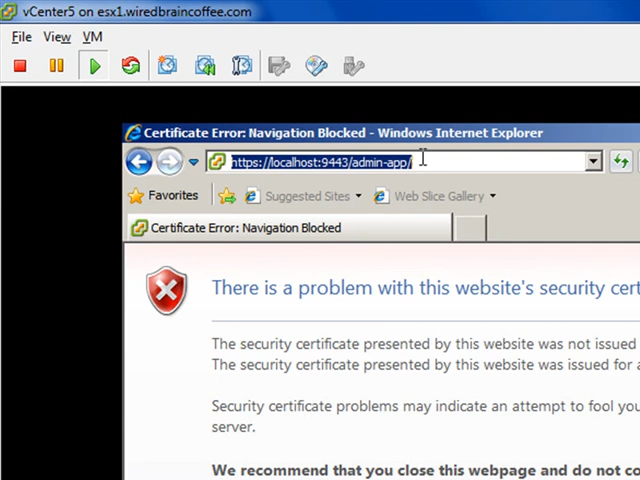 vCenter5 on esx1.wiredbraincoffee.com
File View VM
Certificate Error: Navigation Blocked - Windows Internet Explorer
https://localhost:9443/admin-app/
Favorites Suggested Sites Web Slice Gallery
Certificate Error: Navigation Blocked
There is a problem with this website's security cert
The security certificate presented by this website was not issued
The security certificate presented by this website was issued for a
Security certificate problems may indicate an attempt to fool you
server.
We recommend that you close this webpage and do not co